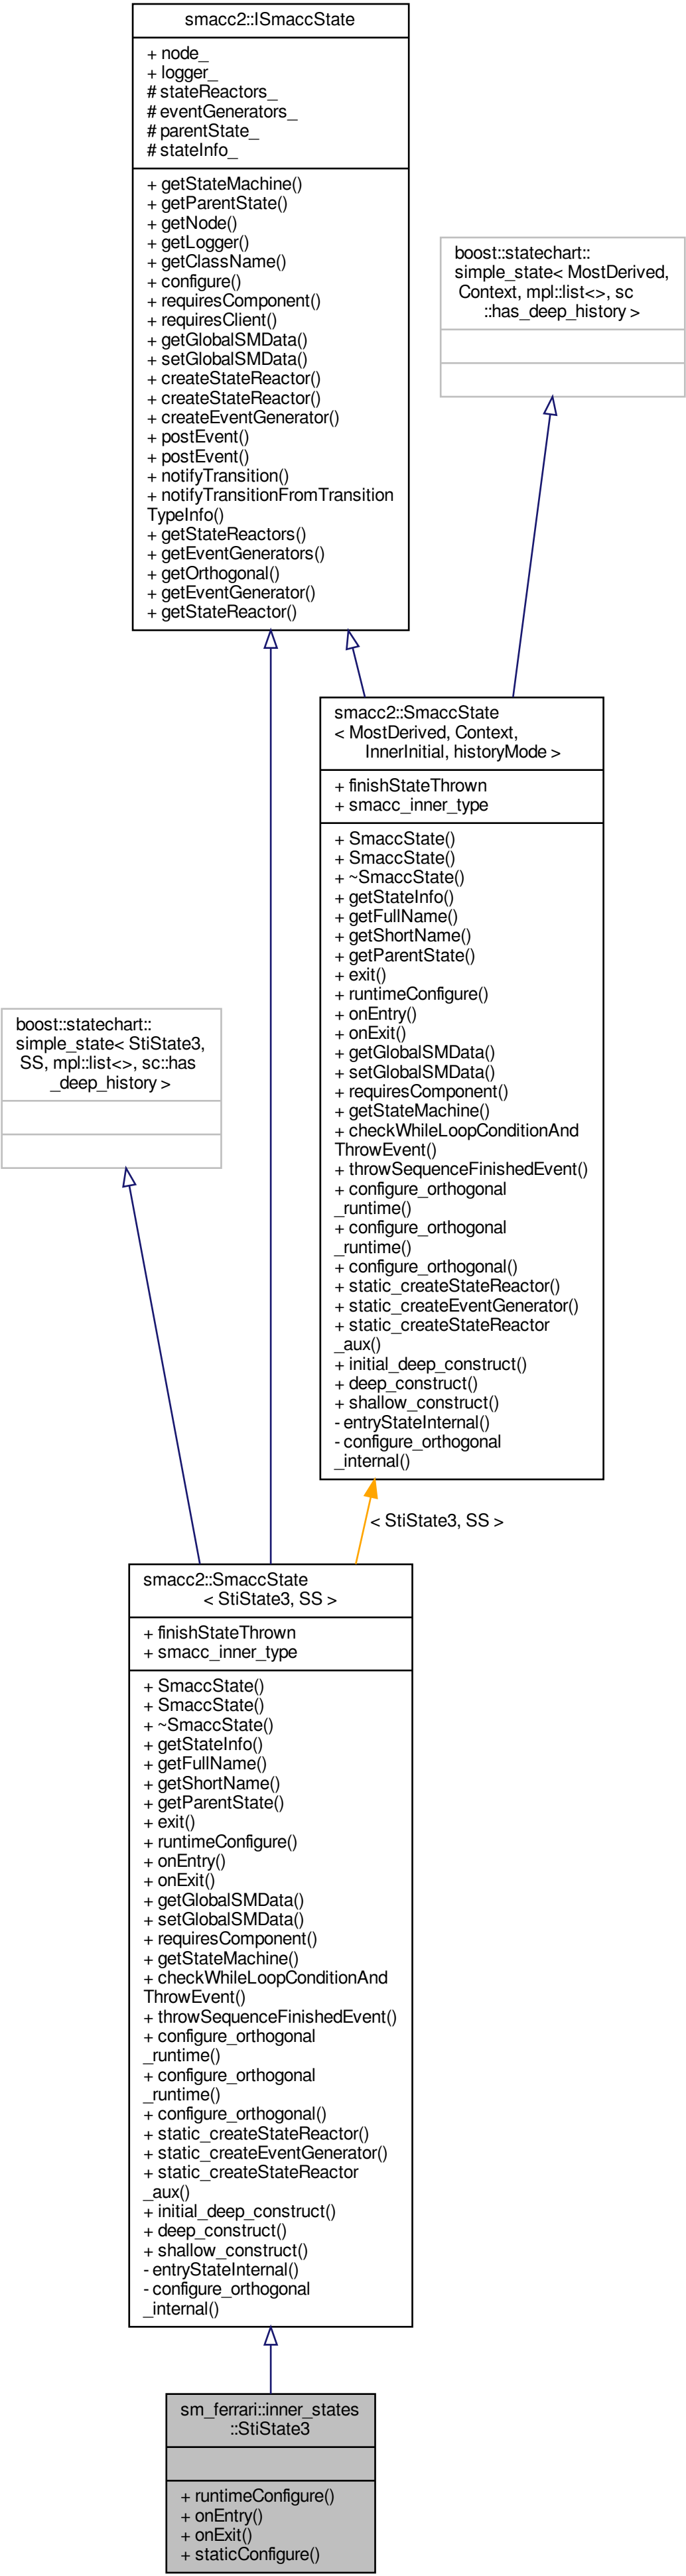 smacc2::ISmaccState
+ node_
+ logger_
# stateReactors_
# eventGenerators_
# parentState_
# stateInfo_
+ getStateMachine()
+ getParentState()
+ getNode()
+ getLogger()
+ getClassName()
+ configure()
+ requiresComponent()
+ requiresClient()
+ getGlobalSMData()
+ setGlobalSMData()
+ createStateReactor()
+ createStateReactor()
+ createEventGenerator()
+ postEvent()
+ postEvent()
+ notifyTransition()
+ notifyTransitionFromTransition
TypeInfo()
+ getStateReactors()
+ getEventGenerators()
+ getOrthogonal()
+ getEventGenerator()
+ getStateReactor()
boost::statechart::
simple_state< MostDerived,
Context, mpl::list<>, sc
::has_deep_history >
smacc2::SmaccState
< MostDerived, Context,
InnerInitial, historyMode >
+ finishStateThrown
+ smacc_inner_type
+ SmaccState()
+ SmaccState()
+ ~SmaccState()
+ getStateInfo()
+ getFullName()
+ getShortName()
+ getParentState()
+ exit()
+ runtimeConfigure()
+ onEntry()
+ onExit()
+ getGlobalSMData()
+ setGlobalSMData()
+ requiresComponent()
+ getStateMachine()
+ checkWhileLoopConditionAnd
ThrowEvent()
+ throwSequenceFinishedEvent()
+ configure_orthogonal
_runtime()
+ configure_orthogonal
_runtime()
+ configure_orthogonal()
+ static_createStateReactor()
+ static_createEventGenerator()
+ static_createStateReactor
_aux()
+ initial_deep_construct()
+ deep_construct()
+ shallow_construct()
- entryStateInternal()
- configure_orthogonal
_internal()
boost::statechart::
simple_state< StiState3,
SS, mpl::list<>, sc::has
_deep_history >
< StiState3, SS >
smacc2::SmaccState
< StiState3, SS >
+ finishStateThrown
+ smacc_inner_type
+ SmaccState()
+ SmaccState()
+ ~SmaccState()
+ getStateInfo()
+ getFullName()
+ getShortName()
+ getParentState()
+ exit()
+ runtimeConfigure()
+ onEntry()
+ onExit()
+ getGlobalSMData()
+ setGlobalSMData()
+ requiresComponent()
+ getStateMachine()
+ checkWhileLoopConditionAnd
ThrowEvent()
+ throwSequenceFinishedEvent()
+ configure_orthogonal
_runtime()
+ configure_orthogonal
_runtime()
+ configure_orthogonal()
+ static_createStateReactor()
+ static_createEventGenerator()
+ static_createStateReactor
_aux()
+ initial_deep_construct()
+ deep_construct()
+ shallow_construct()
- entryStateInternal()
- configure_orthogonal
_internal()
sm_ferrari::inner_states
::StiState3
+ runtimeConfigure()
+ onEntry()
+ onExit()
+ staticConfigure()